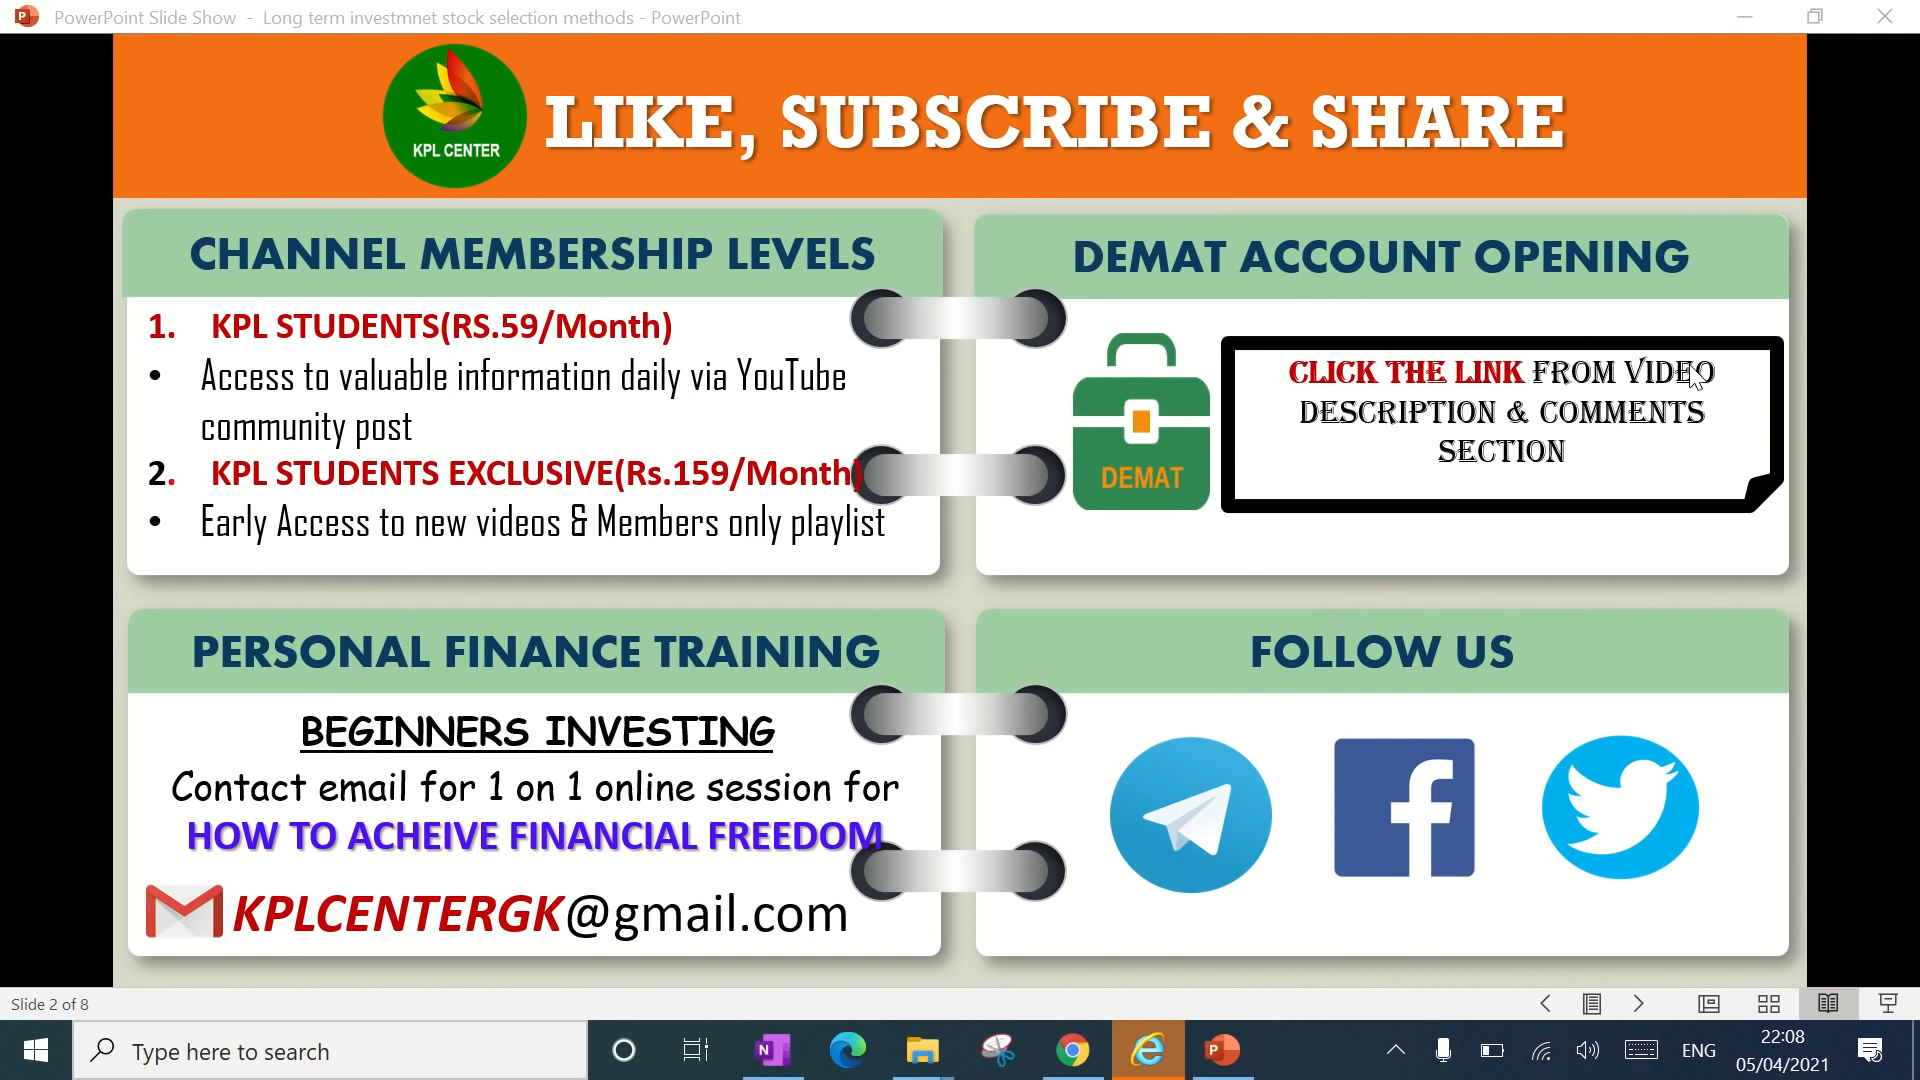 PowerPoint Slide Show - Long term investmnet stock selection methods - PowerPoint
KPL CENTER
LIKE, SUBSCRIBE & SHARE
CHANNEL MEMBERSHIP LEVELS
1. KPL STUDENTS(RS.59/Month)
• Access to valuable information daily via YouTube
community post
2. KPL STUDENTS EXCLUSIVE(Rs.159/Month)
• Early Access to new videos & Members only playlist
DEMAT ACCOUNT OPENING
DEMAT
CLICK THE LINK FROM VIDEO
DESCRIPTION & COMMENTS
SECTION
PERSONAL FINANCE TRAINING
BEGINNERS INVESTING
Contact email for 1 on 1 online session for
HOW TO ACHEIVE FINANCIAL FREEDOM
KPLCENTERGK@gmail.com
FOLLOW US
Slide 2 of 8
Type here to search
ENG
22:08
05/04/2021